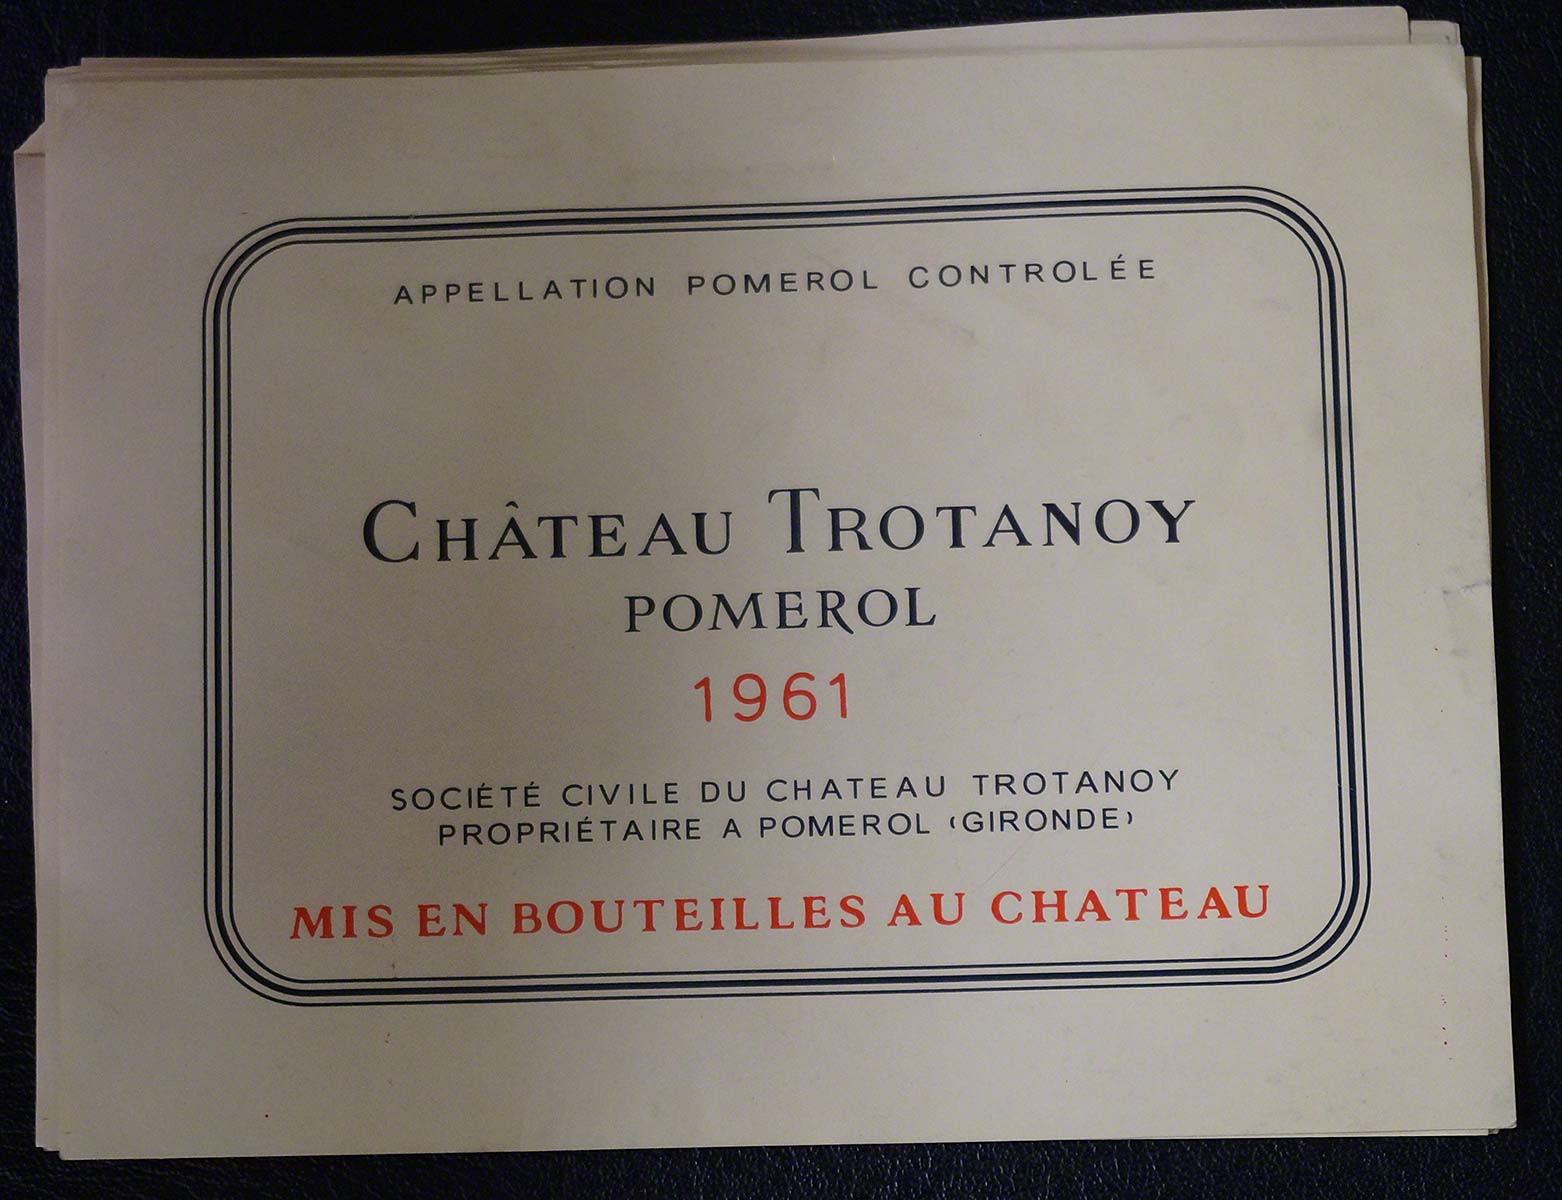 APPELLATION POMEROL CONTROLÉE
CHÂTEAU TROTANOY
POMEROL
1961
SOCIÉTÉ CIVILE DU CHATEAU TROTANOY
PROPRIÉTAIRE A POMEROL (GIRONDE)
MIS EN BOUTEILLES AU CHATEAU